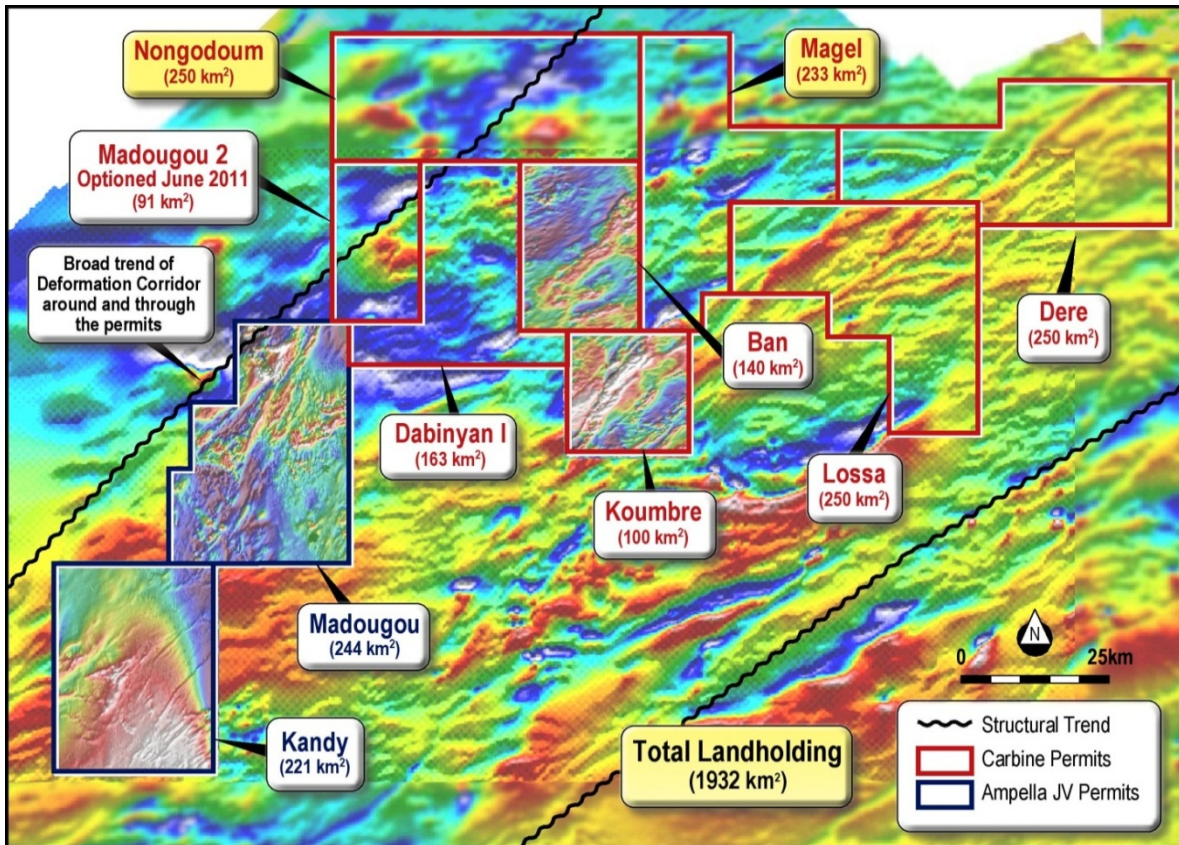 Nongodoum
(250 km²)
Magel
(233 km²)
Madougou 2
Optioned June 2011
(91 km²)
Broad trend of
Deformation Corridor
around and through
the permits
Ban
(140 km²)
Dere
(250 km²)
Dabinyan I
(163 km²)
Lossa
(250 km²)
Koumbre
(100 km²)
Madougou
(244 km²)
N
0 25km
Kandy
(221 km²)
Total Landholding
(1932 km²)
Structural Trend
Carbine Permits
Ampella JV Permits